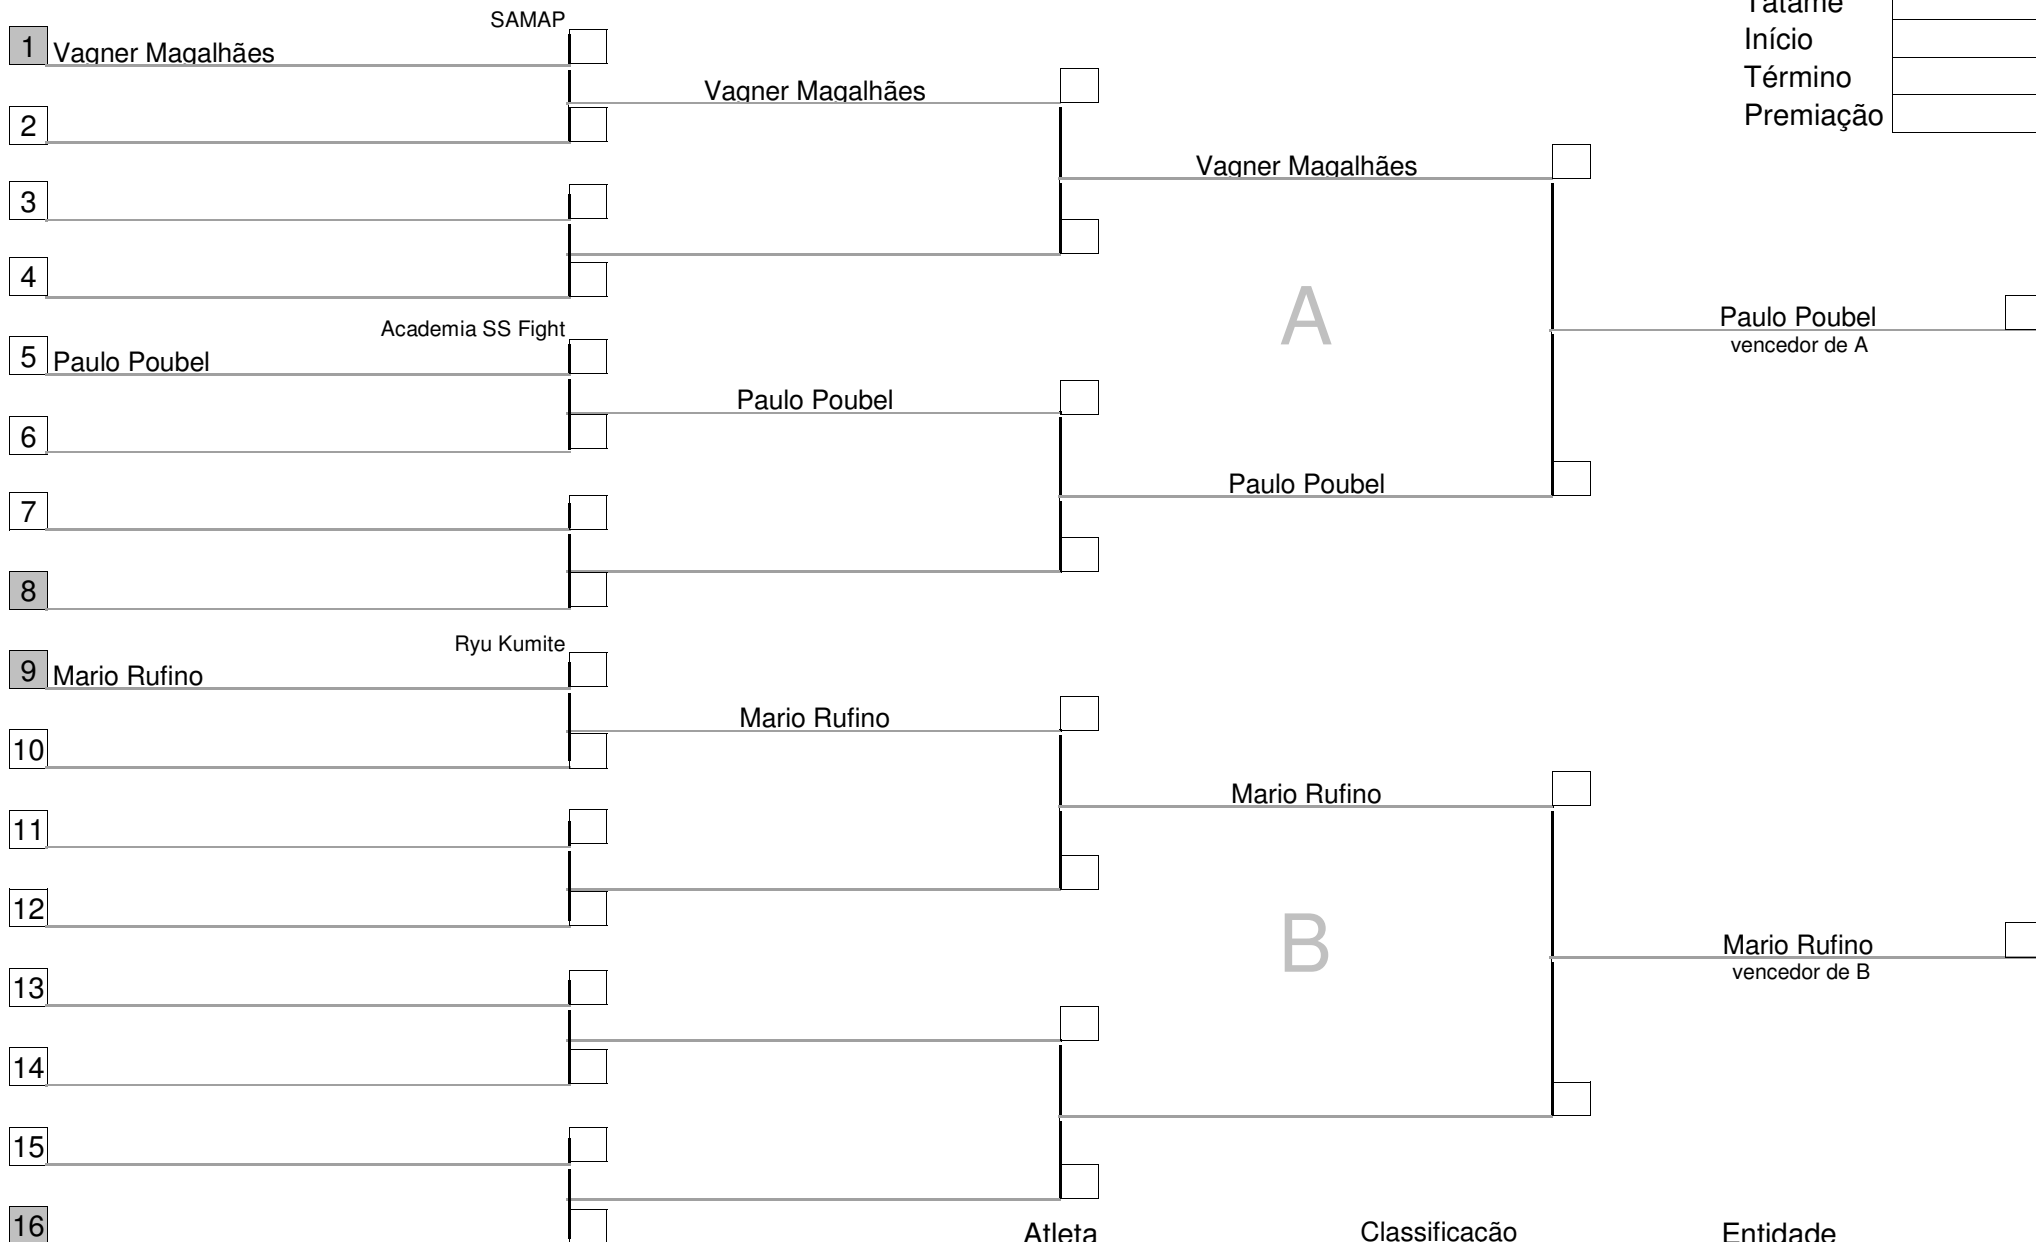 SAMAP
Tatame
1 Vagner Magalhães
Início
Vagner Magalhães
Término
2
Premiação
Vagner Magalhães
3
4
A
Academia SS Fight
Paulo Poubel
vencedor de A
5 Paulo Poubel
Paulo Poubel
6
Paulo Poubel
7
8
Ryu Kumite
9 Mario Rufino
Mario Rufino
10
Mario Rufino
11
12
B
Mario Rufino
vencedor de B
13
14
15
16
Atleta Classificação Entidade